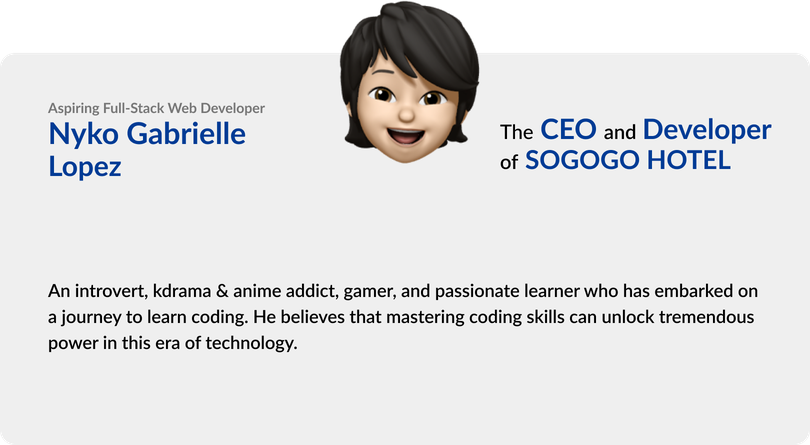 Aspiring Full-Stack Web Developer
Nyko Gabrielle
Lopez
The CEO and Developer
of SOGOGO HOTEL
An introvert, kdrama & anime addict, gamer, and passionate learner who has embarked on
a journey to learn coding. He believes that mastering coding skills can unlock tremendous
power in this era of technology.